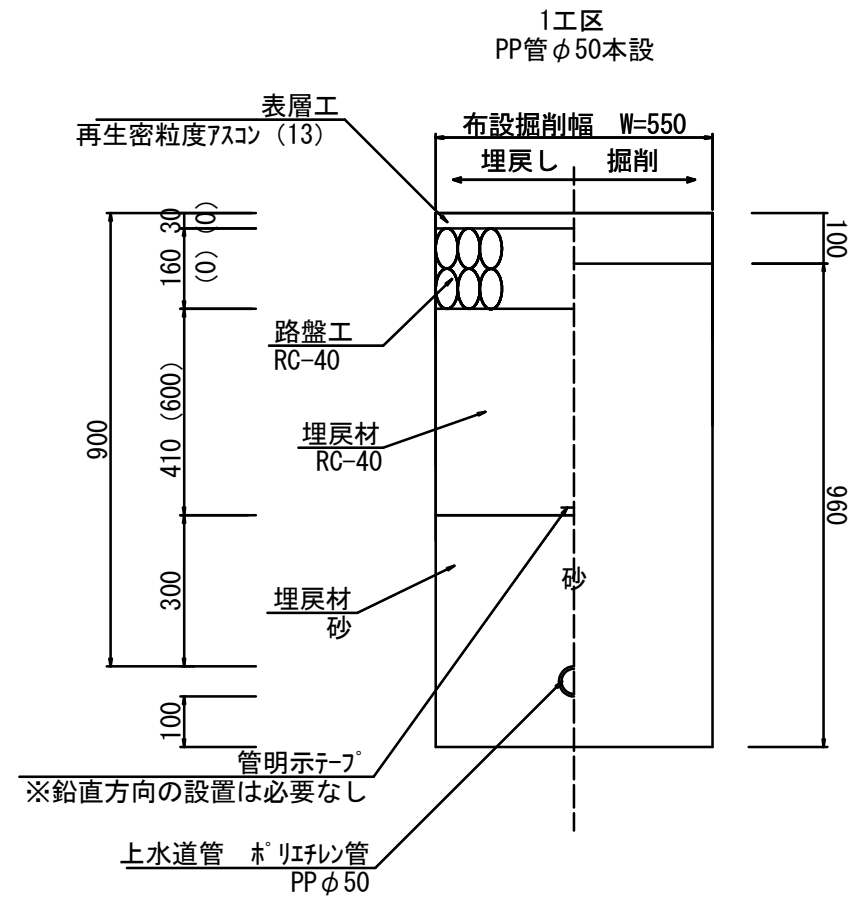 1工区
PP管φ50本設
表層工
再生密粒度ｱｽｺﾝ (13)
布設掘削幅　W=550
埋戻し
掘削
30 (0)
160 (0)
410 (600)
300
100
900
100
960
路盤工
RC-40
埋戻材
RC-40
砂
埋戻材
砂
管明示ﾃｰﾌﾟ
※鉛直方向の設置は必要なし
上水道管　ﾎﾟﾘｴﾁﾚﾝ管
PPφ50